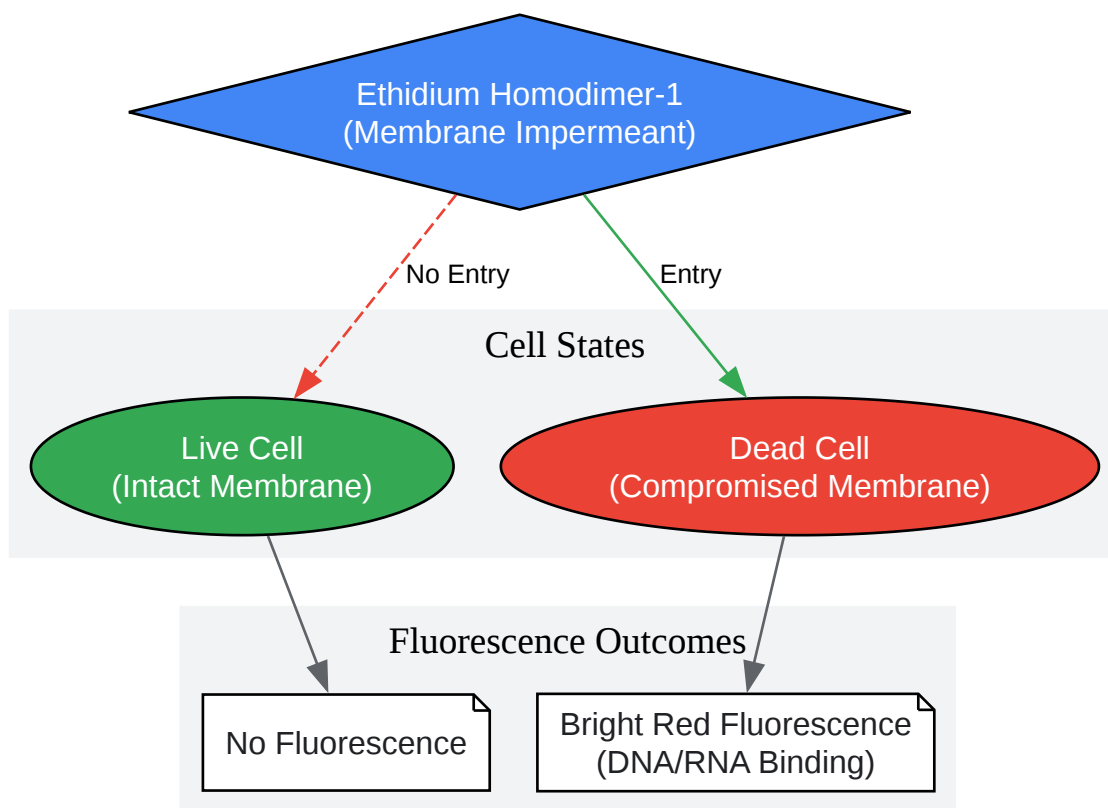 Ethidium Homodimer-1
(Membrane Impermeant)
No Entry
Entry
Cell States
Live Cell
(Intact Membrane)
Dead Cell
(Compromised Membrane)
Fluorescence Outcomes
No Fluorescence
Bright Red Fluorescence
(DNA/RNA Binding)